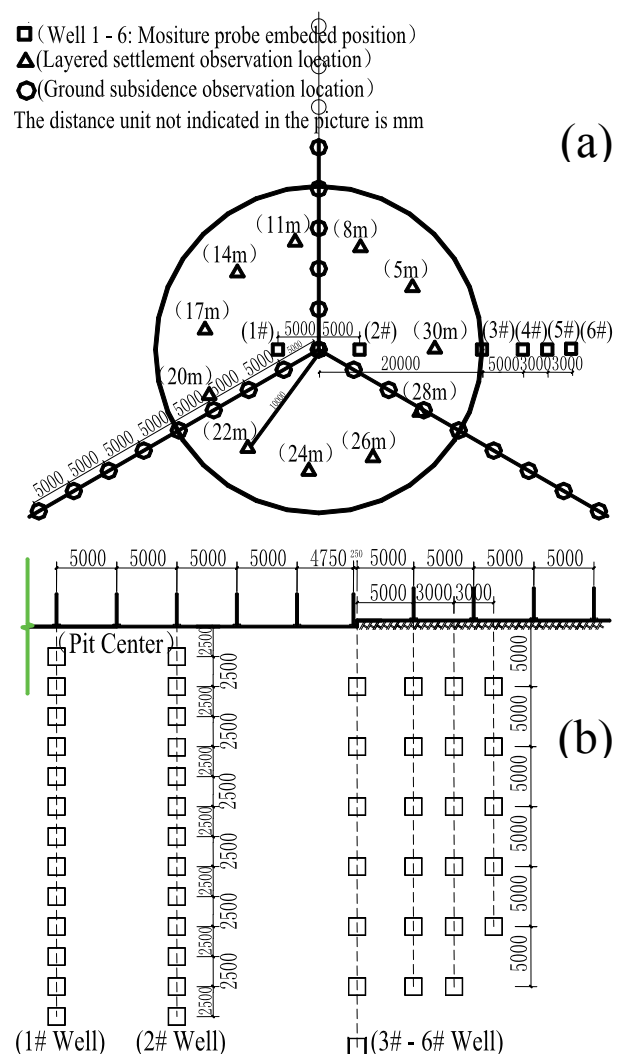 (Well 1 - 6: Mositure probe embeded position)
(Layered settlement observation location)
(Ground subsidence observation location)
The distance unit not indicated in the picture is mm
(a)
(11m) (8m)
(14m) (5m)
(17m) (1#) 5000 5000 (2#) (30m) (3#) (4#) (5#) (6#)
5000 20000 5000 3000 3000
(20m) 5000 5000 5000 5000 5000 5000 5000
10000 (28m)
(22m) (24m) (26m)
5000 5000 5000 5000 4750 250 5000 5000 5000 5000
5000 3000 3000
(Pit Center)
2500 2500 2500 2500 2500 2500 2500 2500 2500 2500 2500 2500 2500
5000 5000 5000 5000 5000 5000
(b)
(1# Well) (2# Well) (3# - 6# Well)